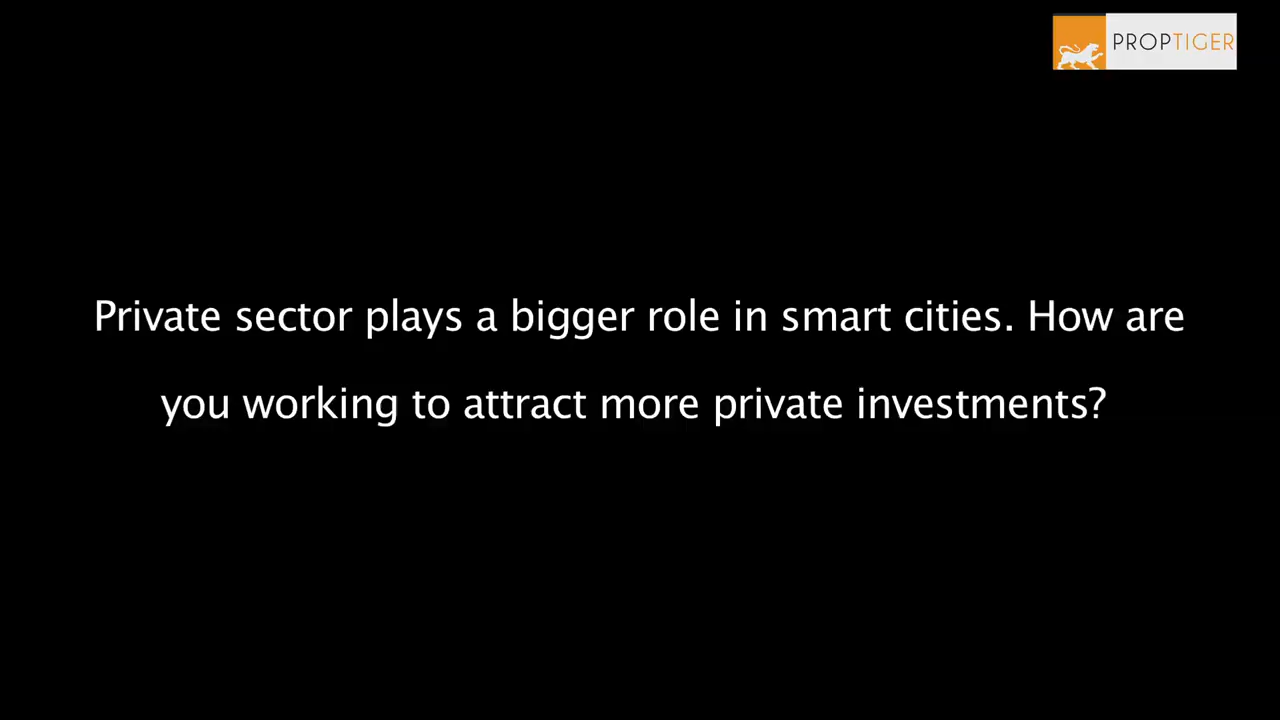 PROPTIGER
Private sector plays a bigger role in smart cities. How are
you working to attract more private investments?